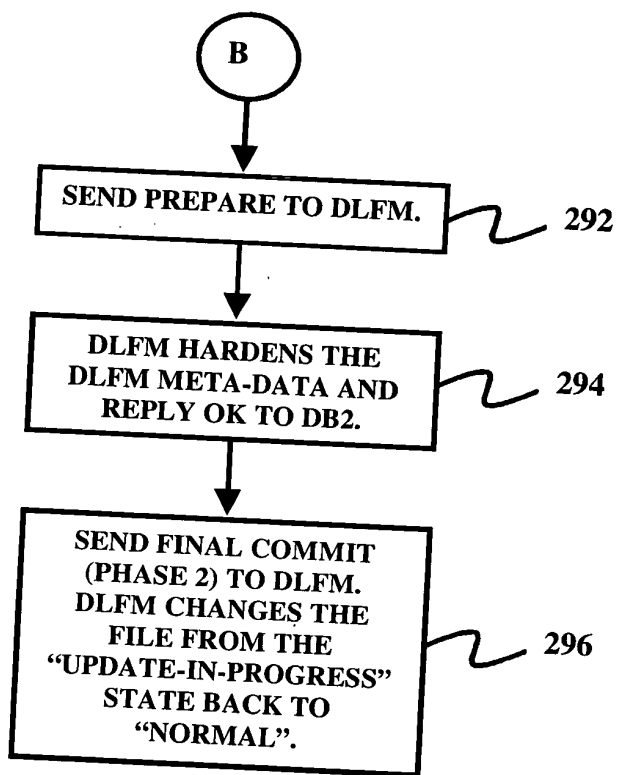 B
SEND PREPARE TO DLFM.
292
DLFM HARDENS THE
DLFM META-DATA AND
REPLY OK TO DB2.
294
SEND FINAL COMMIT
(PHASE 2) TO DLFM.
DLFM CHANGES THE
FILE FROM THE
“UPDATE-IN-PROGRESS”
STATE BACK TO
“NORMAL”.
296